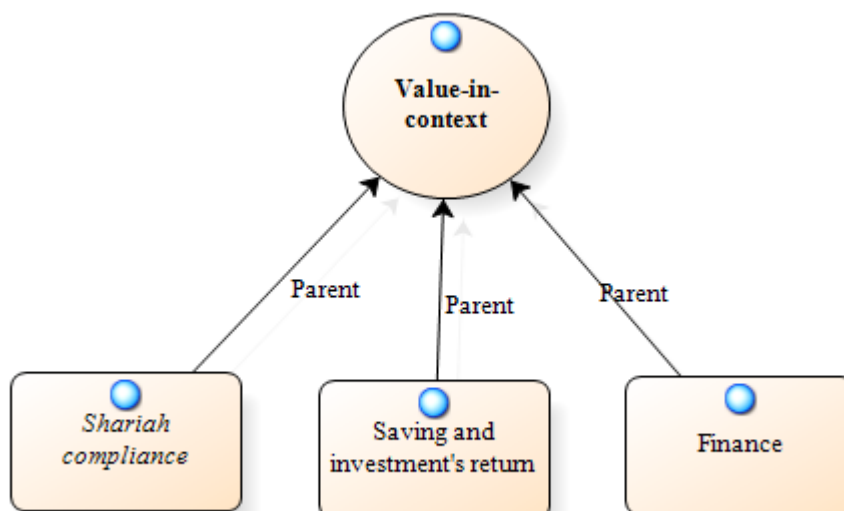 Value-in-
context
Parent
Parent
Parent
Shariah
compliance
Saving and
investment's return
Finance